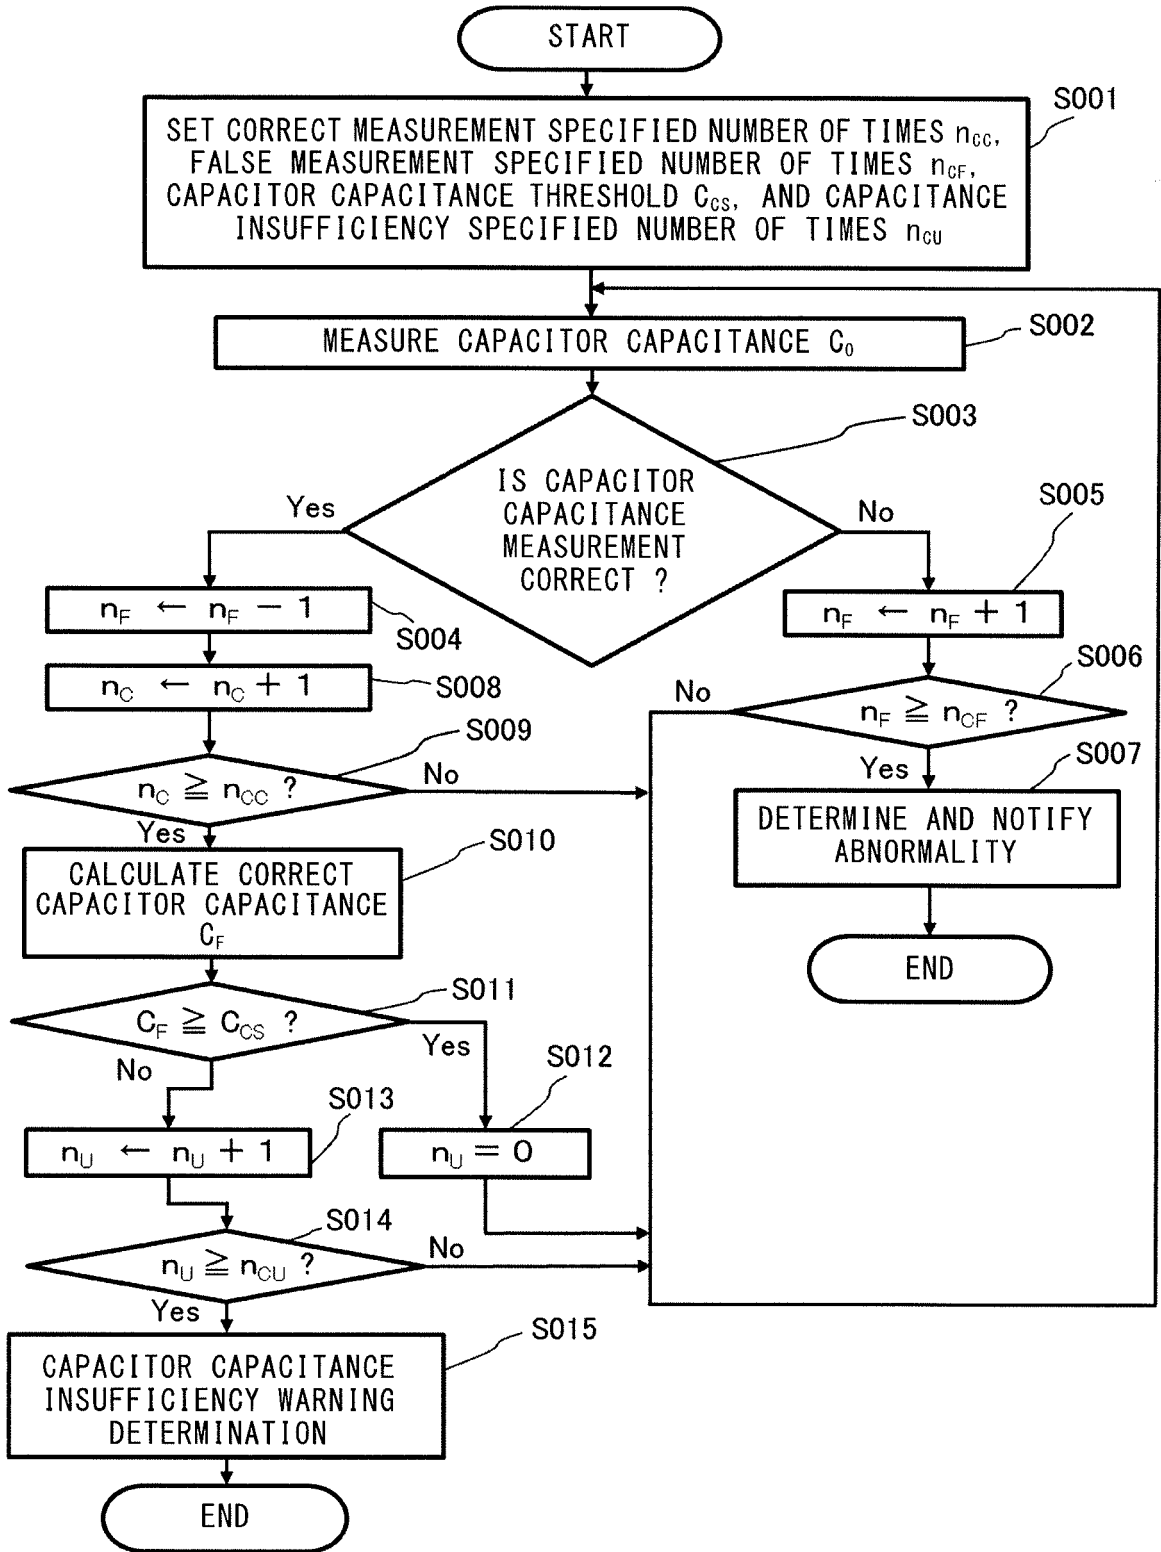 START
S001
SET CORRECT MEASUREMENT SPECIFIED NUMBER OF TIMES nCC,
FALSE MEASUREMENT SPECIFIED NUMBER OF TIMES nCF,
CAPACITOR CAPACITANCE THRESHOLD CCS, AND CAPACITANCE
INSUFFICIENCY SPECIFIED NUMBER OF TIMES nCU
S002
MEASURE CAPACITOR CAPACITANCE C0
S003
IS CAPACITOR
CAPACITANCE
MEASUREMENT
CORRECT ?
Yes
No
S005
nF ← nF − 1
S004
nF ← nF + 1
nC ← nC + 1
S008
S006
No
nF ≧ nCF ?
S009
nC ≧ nCC ?
No
Yes
S007
Yes
DETERMINE AND NOTIFY
ABNORMALITY
S010
CALCULATE CORRECT
CAPACITOR CAPACITANCE
CF
END
S011
CF ≧ CCS ?
Yes
No
S012
S013
nU ← nU + 1
nU = 0
S014
nU ≧ nCU ?
No
Yes
S015
CAPACITOR CAPACITANCE
INSUFFICIENCY WARNING
DETERMINATION
END